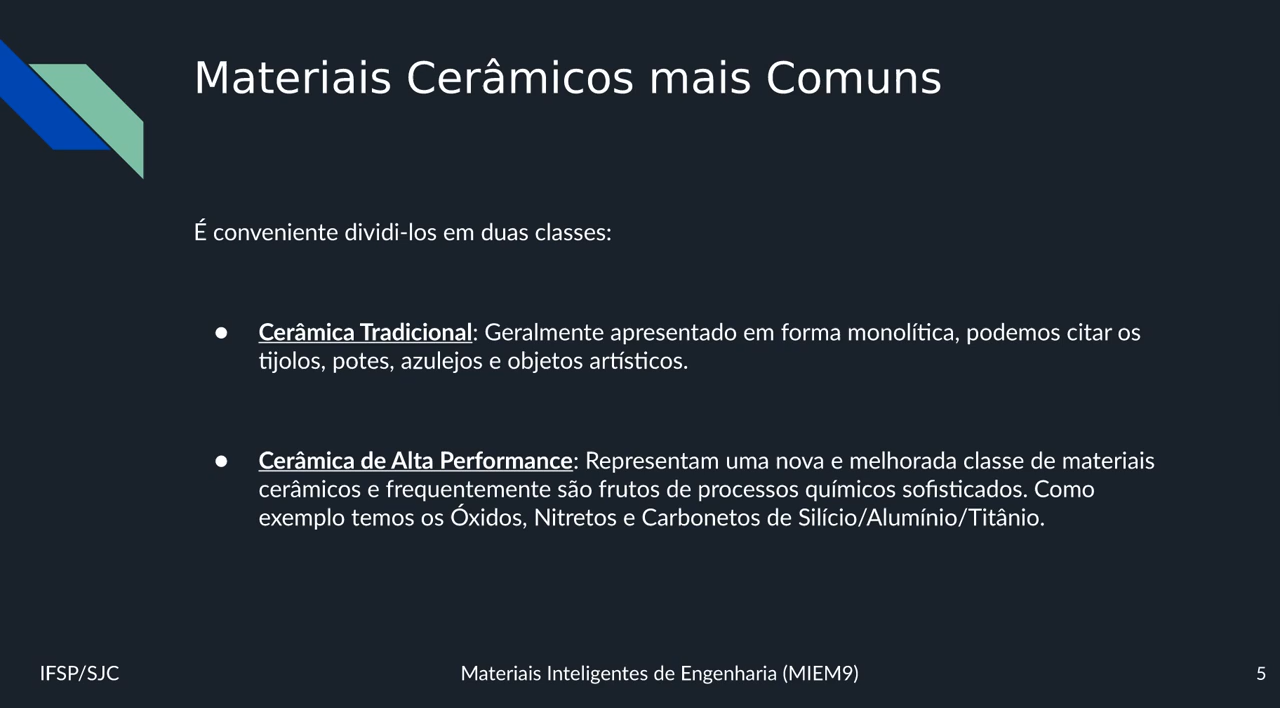 Materiais Cerâmicos mais Comuns
É conveniente dividi-los em duas classes:
● Cerâmica Tradicional: Geralmente apresentado em forma monolítica, podemos citar os
tijolos, potes, azulejos e objetos artísticos.
● Cerâmica de Alta Performance: Representam uma nova e melhorada classe de materiais
cerâmicos e frequentemente são frutos de processos químicos sofisticados. Como
exemplo temos os Óxidos, Nitretos e Carbonetos de Silício/Alumínio/Titânio.
IFSP/SJC
Materiais Inteligentes de Engenharia (MIEM9)
5